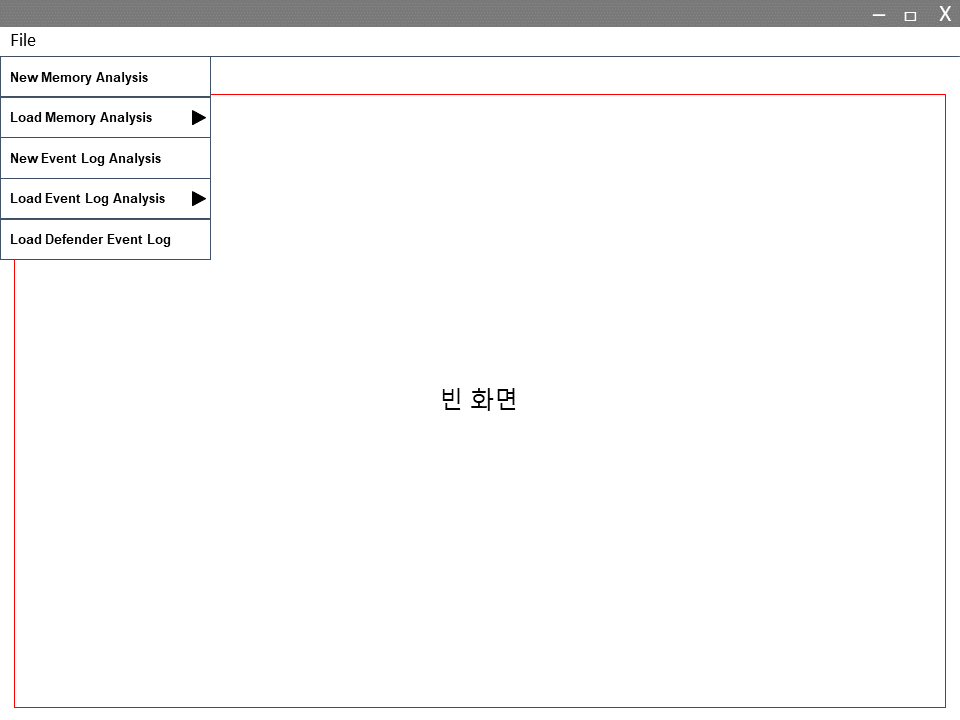 File
New Memory Analysis
Load Memory Analysis
New Event Log Analysis
Load Event Log Analysis
Load Defender Event Log
빈 화면